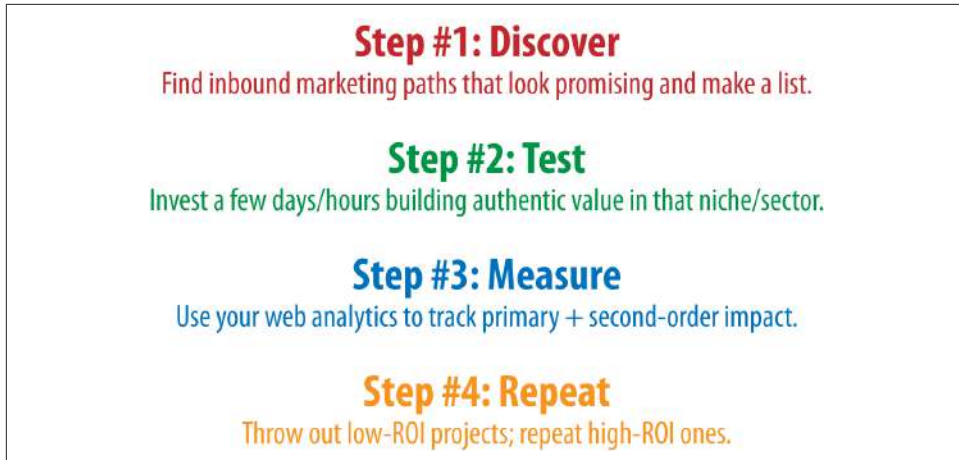 Step #1: Discover
Find inbound marketing paths that look promising and make a list.
Step #2: Test
Invest a few days/hours building authentic value in that niche/sector.
Step #3: Measure
Use your web analytics to track primary + second-order impact.
Step #4: Repeat
Throw out low-ROI projects; repeat high-ROI ones.